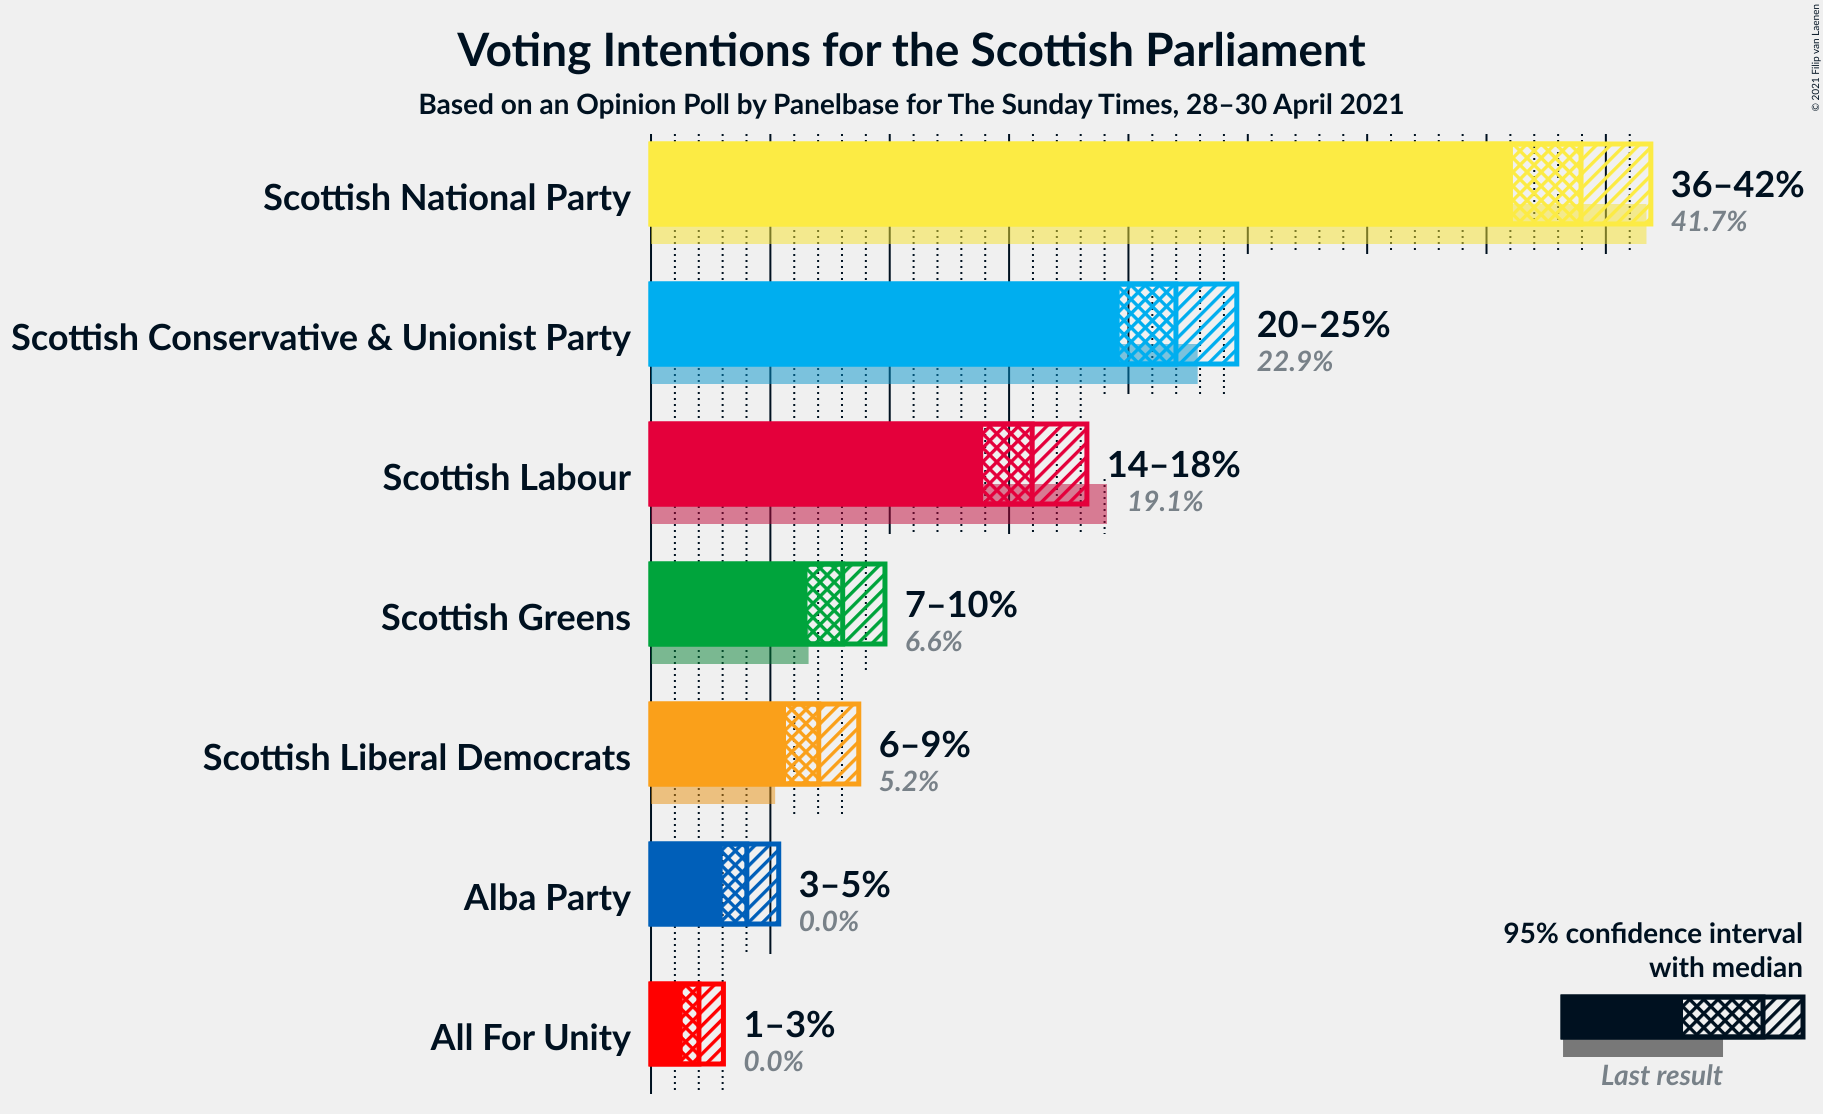 Voting Intentions for the Scottish Parliament
Based on an Opinion Poll by Panelbase for The Sunday Times, 28–30 April 2021
© 2021 Filip van Laenen
Scottish National Party
36–42%
41.7%
Scottish Conservative & Unionist Party
20–25%
22.9%
Scottish Labour
14–18%
19.1%
Scottish Greens
7–10%
6.6%
Scottish Liberal Democrats
6–9%
5.2%
Alba Party
3–5%
0.0%
All For Unity
1–3%
0.0%
95% confidence interval
with median
Last result